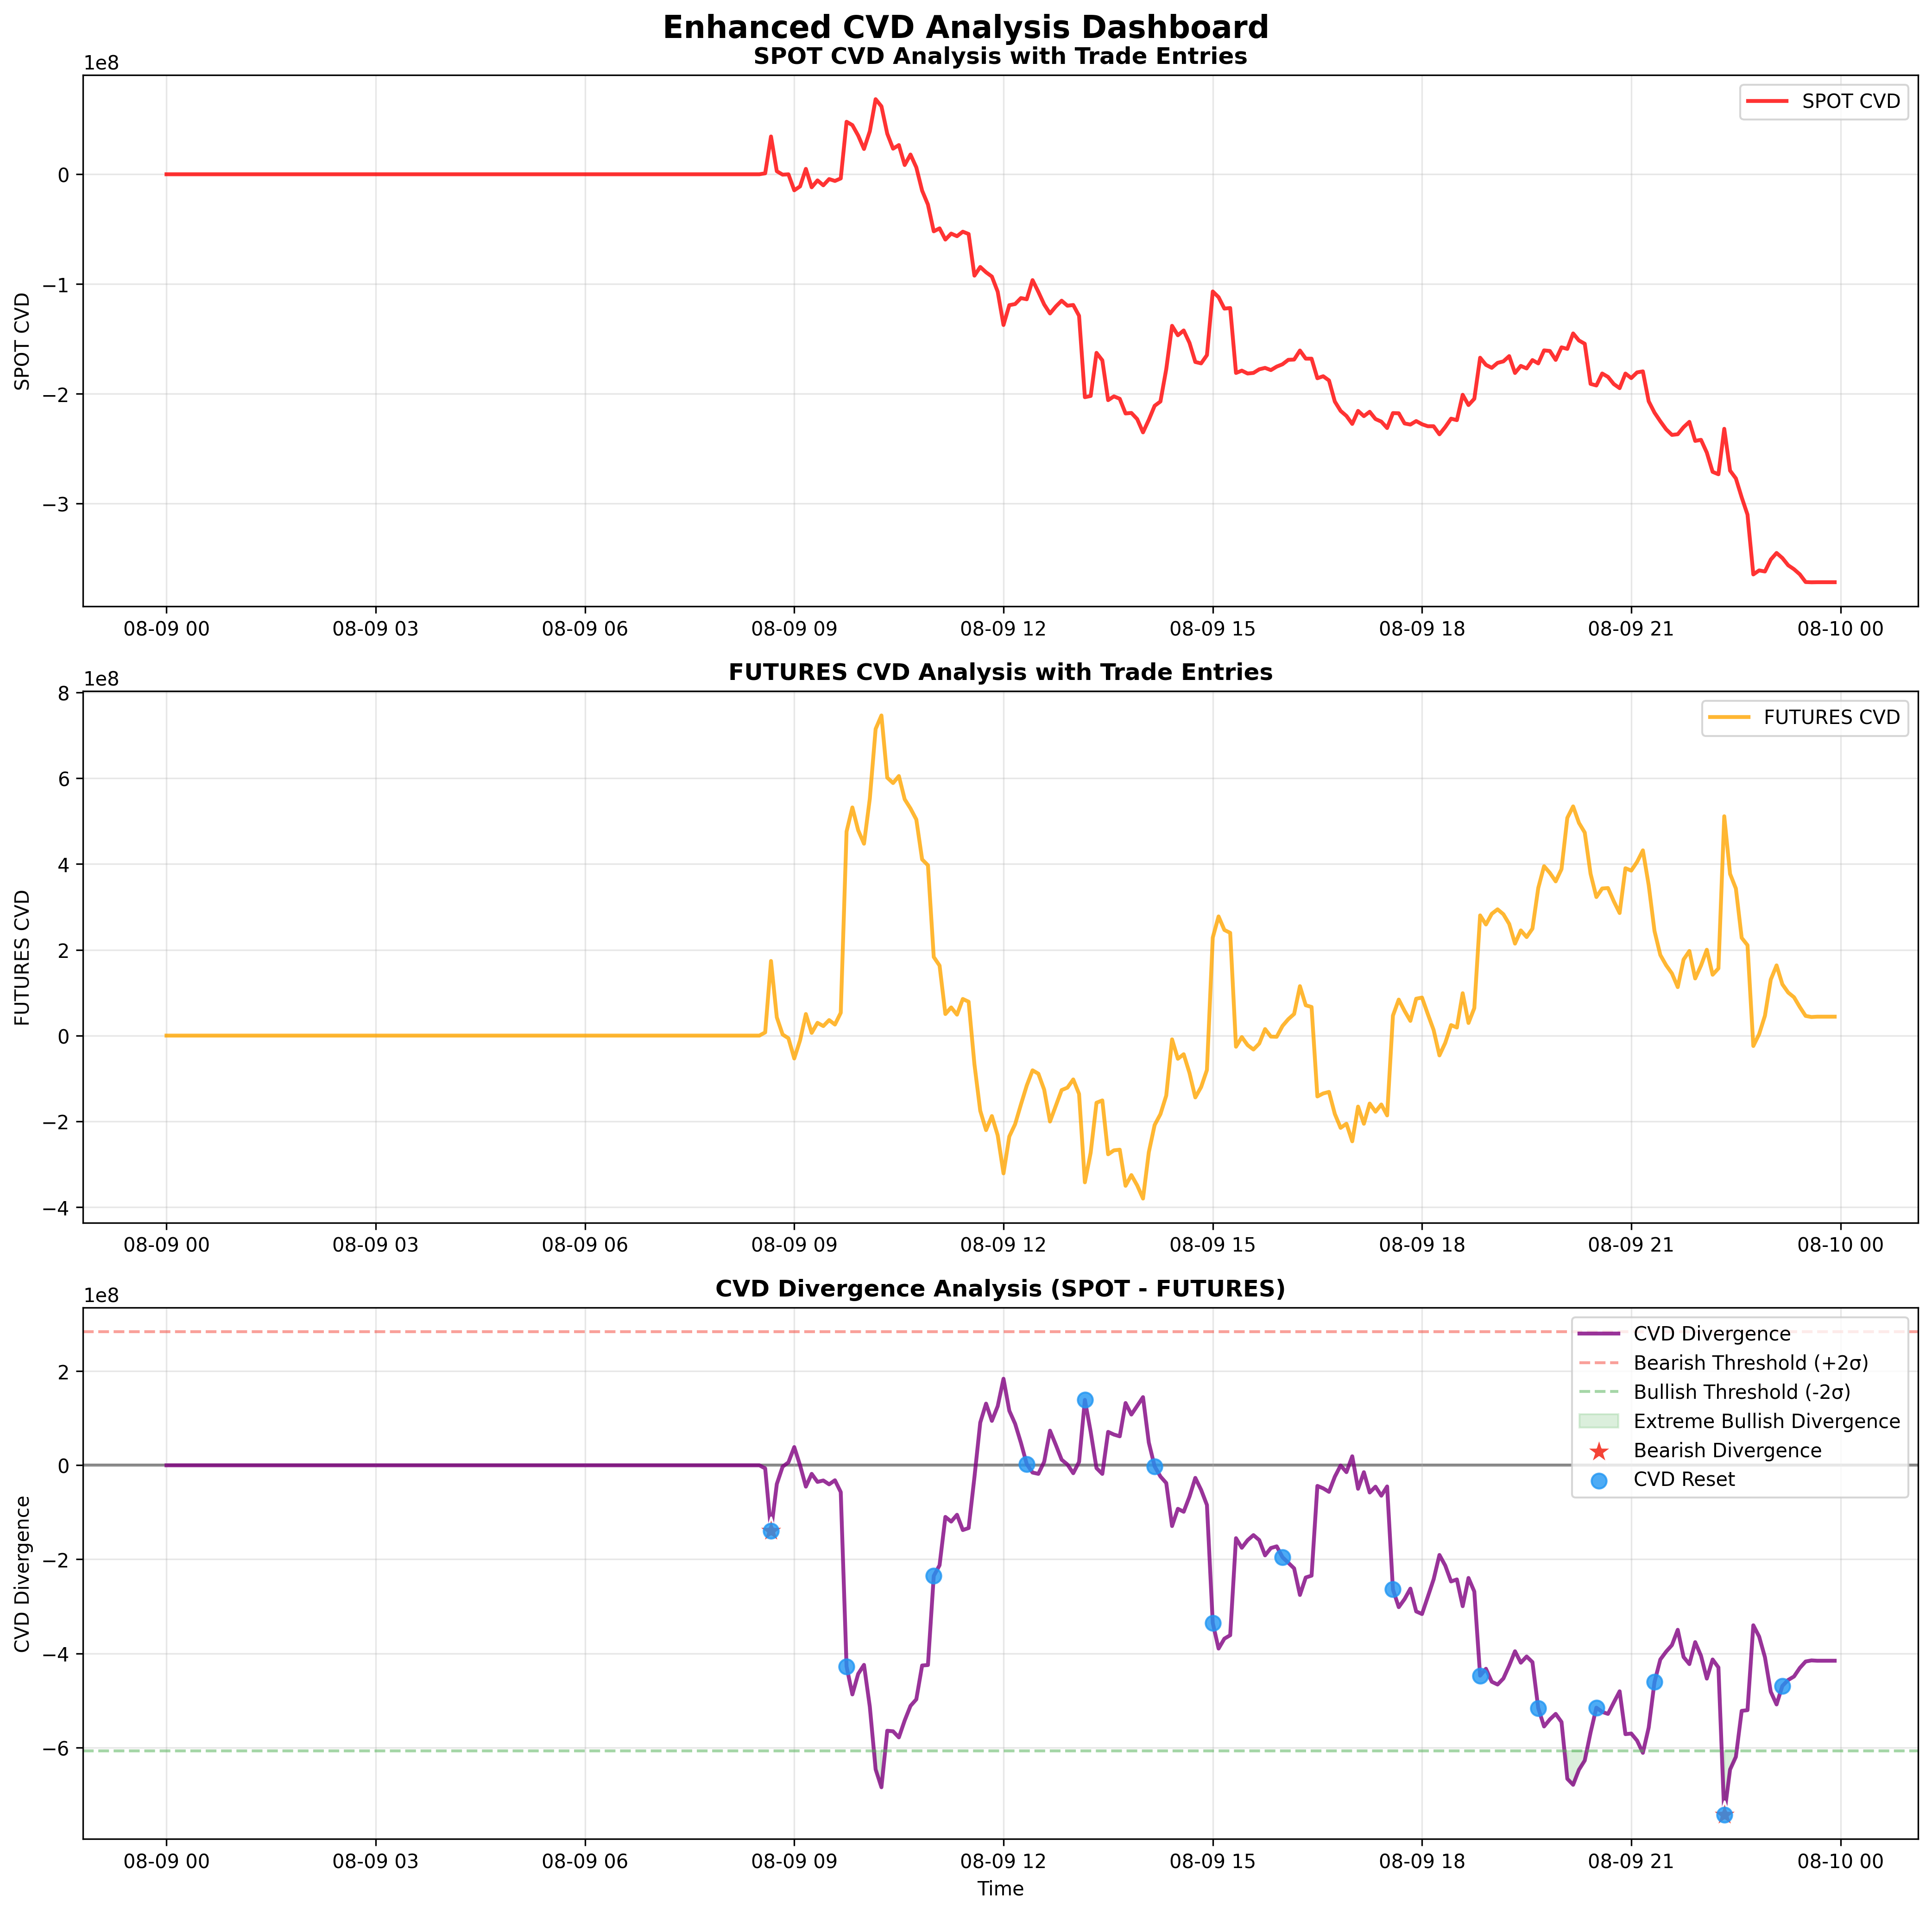 Enhanced CVD Analysis Dashboard
SPOT CVD Analysis with Trade Entries
1e8
SPOT CVD
0
−1
−2
−3
SPOT CVD
08-09 00 08-09 03 08-09 06 08-09 09 08-09 12 08-09 15 08-09 18 08-09 21 08-10 00
FUTURES CVD Analysis with Trade Entries
1e8
FUTURES CVD
8
6
4
2
0
−2
−4
FUTURES CVD
08-09 00 08-09 03 08-09 06 08-09 09 08-09 12 08-09 15 08-09 18 08-09 21 08-10 00
CVD Divergence Analysis (SPOT - FUTURES)
1e8
CVD Divergence
Bearish Threshold (+2σ)
Bullish Threshold (-2σ)
Extreme Bullish Divergence
Bearish Divergence
CVD Reset
2
0
−2
−4
−6
CVD Divergence
08-09 00 08-09 03 08-09 06 08-09 09 08-09 12 08-09 15 08-09 18 08-09 21 08-10 00
Time